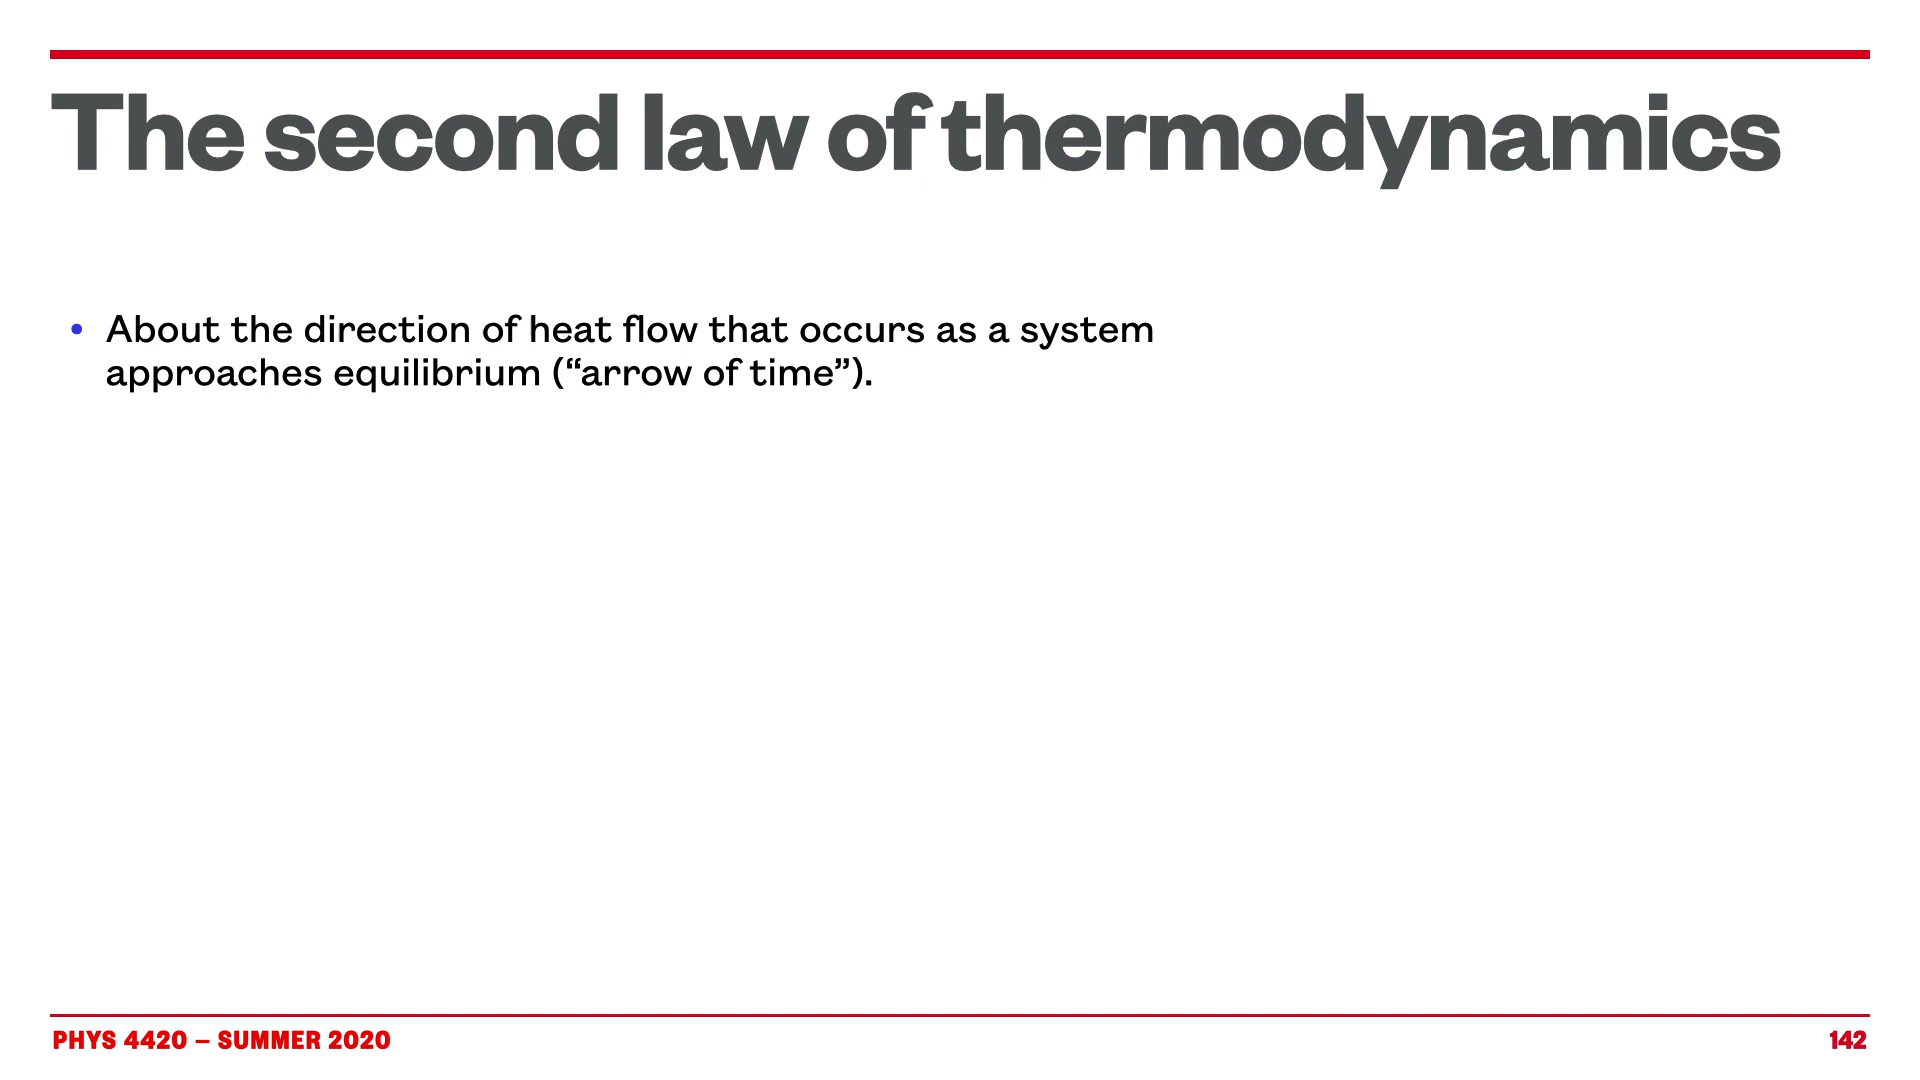 The second law of thermodynamics
• About the direction of heat flow that occurs as a system
approaches equilibrium (“arrow of time”).
PHYS 4420 – SUMMER 2020
142